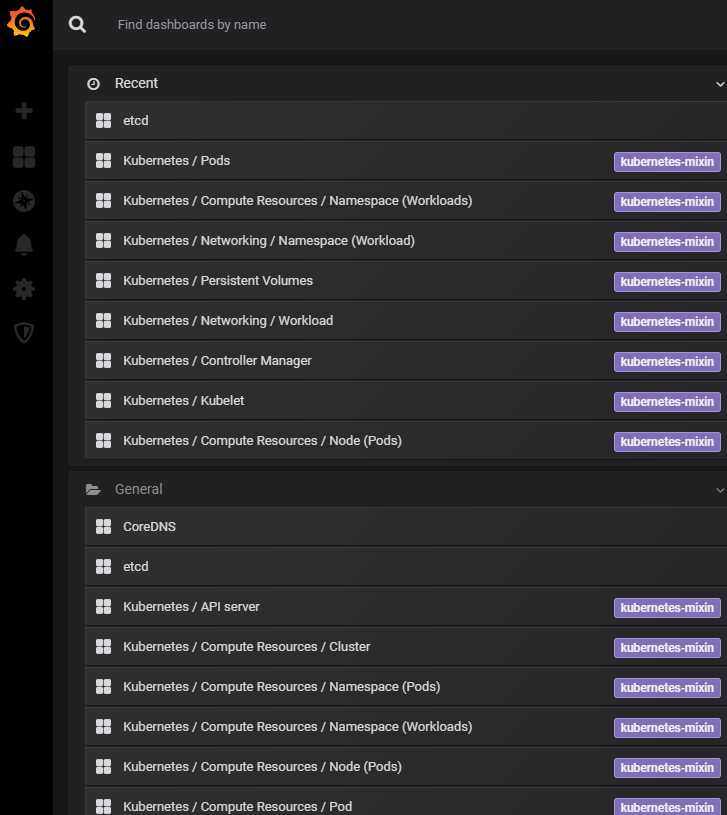 Find dashboards by name
Recent
etcd
Kubernetes / Pods kubernetes-mixin
Kubernetes / Compute Resources / Namespace (Workloads) kubernetes-mixin
Kubernetes / Networking / Namespace (Workload) kubernetes-mixin
Kubernetes / Persistent Volumes kubernetes-mixin
Kubernetes / Networking / Workload kubernetes-mixin
Kubernetes / Controller Manager kubernetes-mixin
Kubernetes / Kubelet kubernetes-mixin
Kubernetes / Compute Resources / Node (Pods) kubernetes-mixin
General
CoreDNS
etcd
Kubernetes / API server kubernetes-mixin
Kubernetes / Compute Resources / Cluster kubernetes-mixin
Kubernetes / Compute Resources / Namespace (Pods) kubernetes-mixin
Kubernetes / Compute Resources / Namespace (Workloads) kubernetes-mixin
Kubernetes / Compute Resources / Node (Pods) kubernetes-mixin
Kubernetes / Compute Resources / Pod kubernetes-mixin